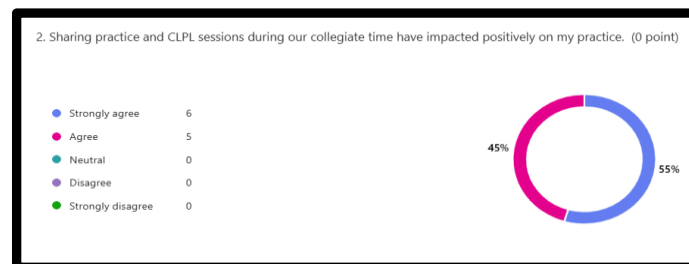 2. Sharing practice and CLPL sessions during our collegiate time have impacted positively on my practice. (0 point)
Strongly agree 6
Agree 5
Neutral 0
Disagree 0
Strongly disagree 0
45%
55%